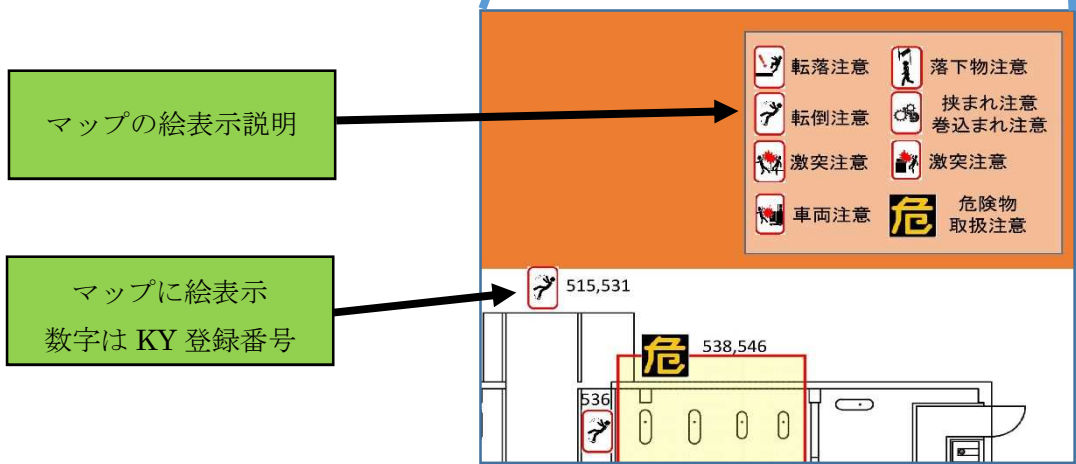 マップの絵表示説明
転落注意
落下物注意
転倒注意
挟まれ注意
巻込まれ注意
激突注意
激突注意
車両注意
危
危険物
取扱注意
マップに絵表示
数字は KY 登録番号
515,531
危
538,546
536